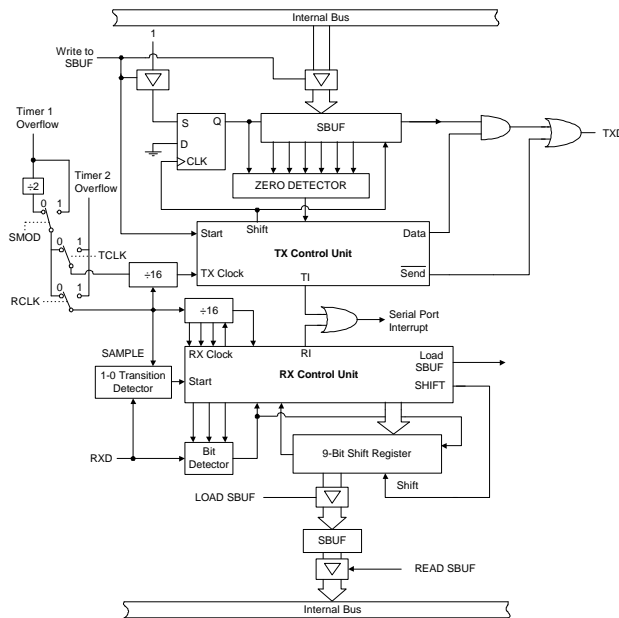 Internal Bus
1
Write to
SBUF
S
Q
D
CLK
SBUF
TXD
Timer 1
Overflow
÷2
Timer 2
Overflow
ZERO DETECTOR
0
1
SMOD
0
1
TCLK
Shift
Start
Data
TX Control Unit
÷16
TX Clock
Send
TI
RCLK
0
1
÷16
Serial Port
Interrupt
SAMPLE
RX Clock
RI
Load
SBUF
1-0 Transition
Detector
Start
RX Control Unit
SHIFT
RXD
Bit
Detector
9-Bit Shift Register
Shift
LOAD SBUF
SBUF
READ SBUF
Internal Bus